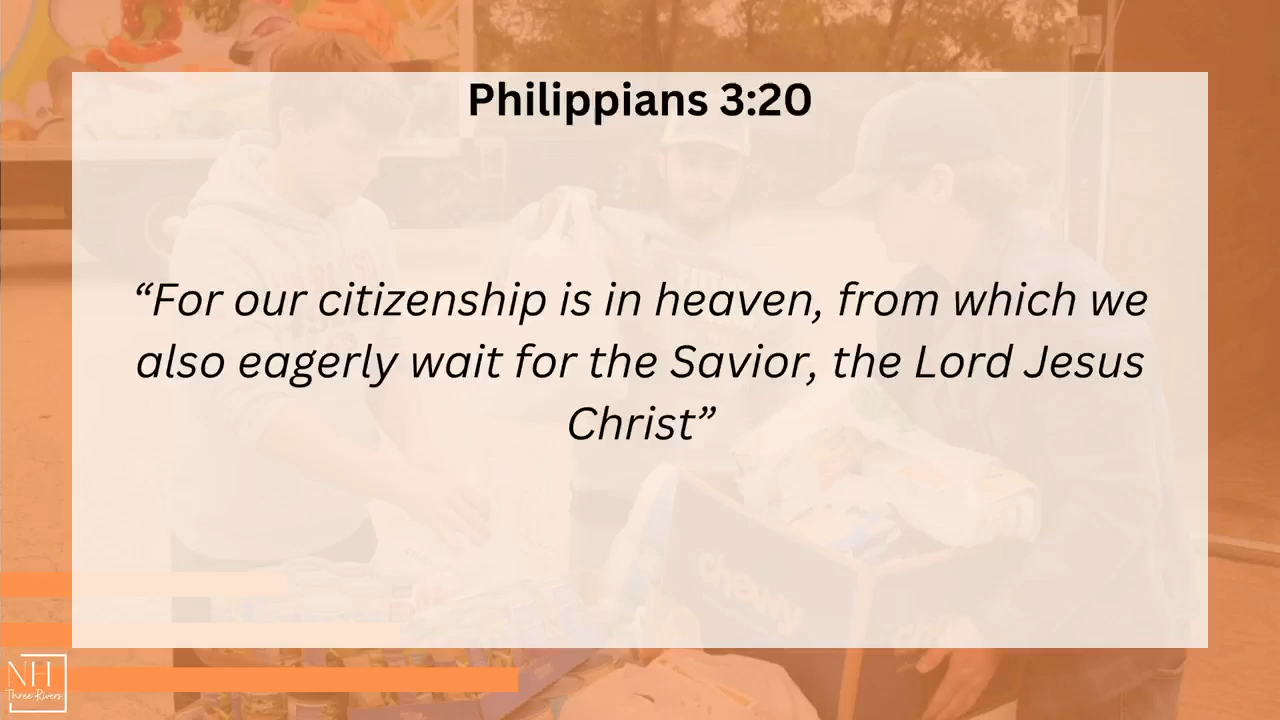 Philippians 3:20
“For our citizenship is in heaven, from which we
also eagerly wait for the Savior, the Lord Jesus
Christ”
chewy
NH
Three Rivers